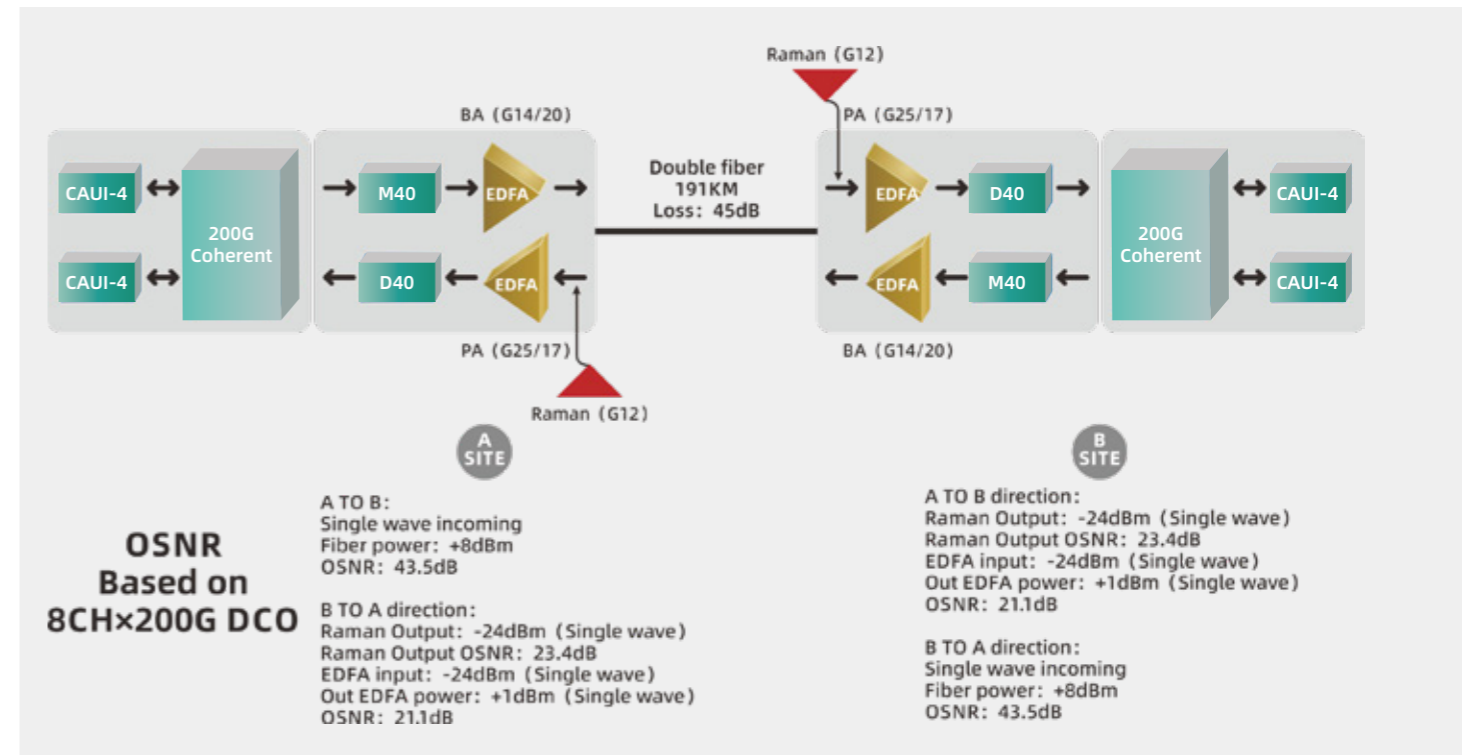 Raman (G12)
BA (G14/20)
PA (G25/17)
CAUI-4
200G
Coherent
M40
EDFA
Double fiber
191KM
Loss: 45dB
EDFA
D40
200G
Coherent
CAUI-4
CAUI-4
D40
EDFA
EDFA
M40
CAUI-4
PA (G25/17)
BA (G14/20)
Raman (G12)
A
SITE
B
SITE
OSNR
Based on
8CH×200G DCO
A TO B:
Single wave incoming
Fiber power: +8dBm
OSNR: 43.5dB
B TO A direction:
Raman Output: -24dBm (Single wave)
Raman Output OSNR: 23.4dB
EDFA input: -24dBm (Single wave)
Out EDFA power: +1dBm (Single wave)
OSNR: 21.1dB
A TO B direction:
Raman Output: -24dBm (Single wave)
Raman Output OSNR: 23.4dB
EDFA input: -24dBm (Single wave)
Out EDFA power: +1dBm (Single wave)
OSNR: 21.1dB
B TO A direction:
Single wave incoming
Fiber power: +8dBm
OSNR: 43.5dB